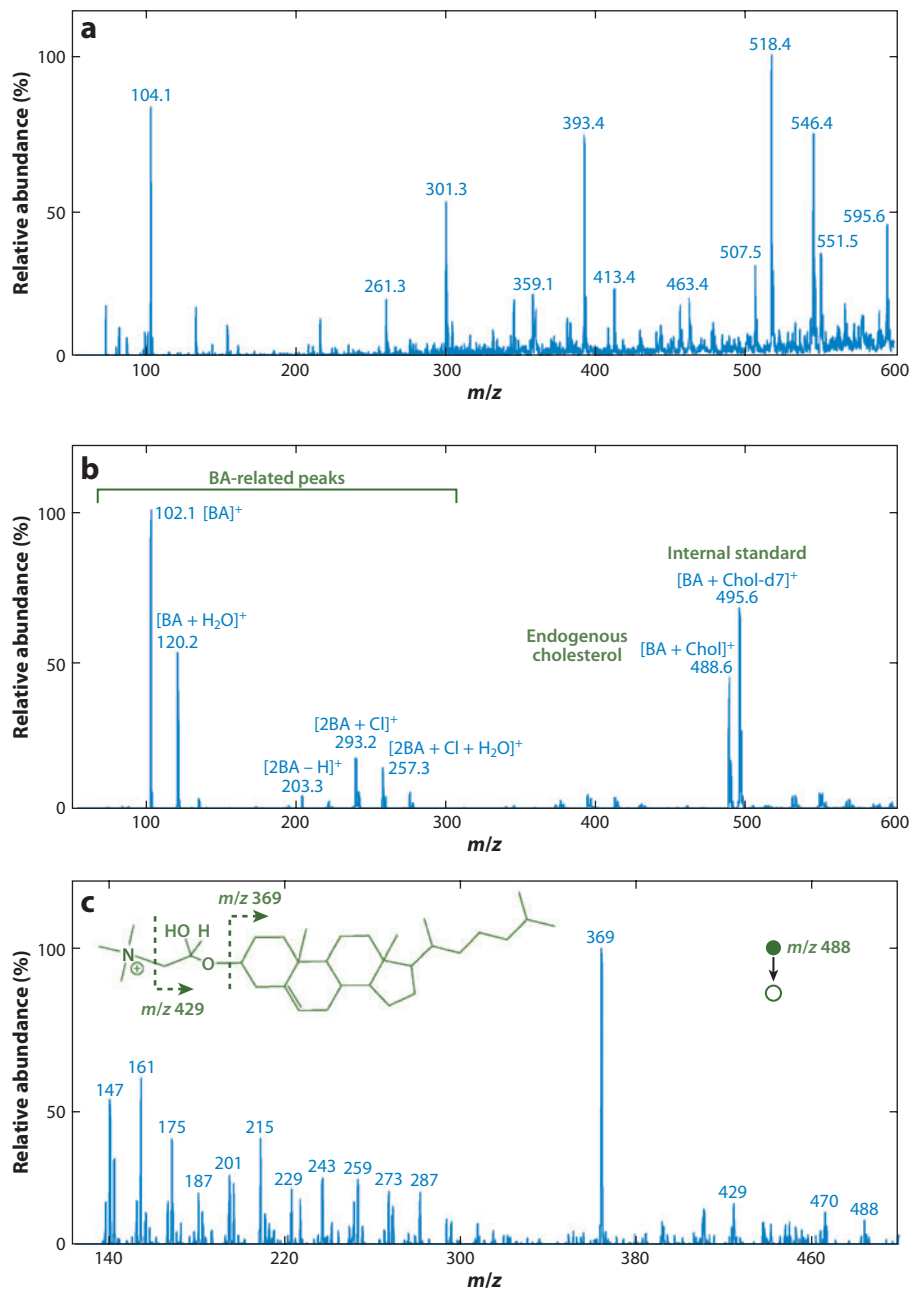 a
Relative abundance (%)
100
50
0
104.1
261.3
301.3
359.1
393.4
413.4
463.4
507.5
518.4
546.4
551.5
595.6
100
200
300
400
500
600
m/z
b
Relative abundance (%)
100
50
0
BA-related peaks
102.1 [BA]+
[BA + H2O]+
120.2
[2BA – H]+
203.3
[2BA + Cl]+
293.2
[2BA + Cl + H2O]+
257.3
Endogenous
cholesterol
[BA + Chol]+
488.6
Internal standard
[BA + Chol-d7]+
495.6
100
200
300
400
500
600
m/z
c
Relative abundance (%)
100
50
0
m/z 369
HO
H
N
⊕
O
m/z 429
m/z 488
147
161
175
187
201
215
229
243
259
273
287
369
429
470
488
140
220
300
380
460
m/z